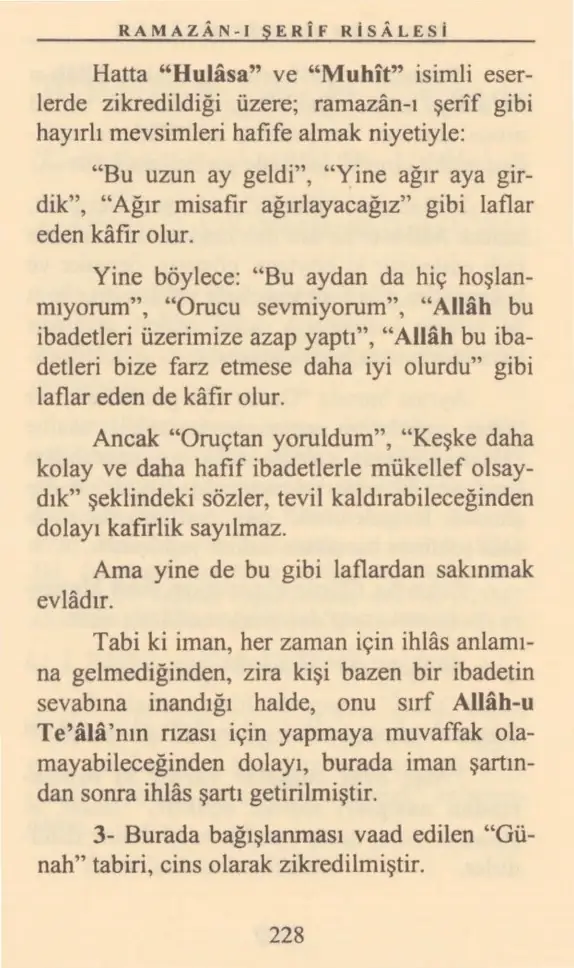 RAMAZÂN-I ŞERÎF RİSÂLESİ
Hatta “Hulâsa” ve “Muhît” isimli eser-
lerde zikredildiği üzere; ramazân-ı şerîf gibi
hayırlı mevsimleri hafife almak niyetiyle:
“Bu uzun ay geldi”, “Yine ağır aya gir-
dik”, “Ağır misafir ağırlayacağız” gibi laflar
eden kâfir olur.
Yine böylece: “Bu aydan da hiç hoşlan-
mıyorum”, “Orucu sevmiyorum”, “Allâh bu
ibadetleri üzerimize azap yaptı”, “Allâh bu iba-
detleri bize farz etmese daha iyi olurdu” gibi
laflar eden de kâfir olur.
Ancak “Oruçtan yoruldum”, “Keşke daha
kolay ve daha hafif ibadetlerle mükellef olsay-
dık” şeklindeki sözler, tevil kaldırabileceğinden
dolayı kafirlik sayılmaz.
Ama yine de bu gibi laflardan sakınmak
evlâdır.
Tabi ki iman, her zaman için ihlâs anlamı-
na gelmediğinden, zira kişi bazen bir ibadetin
sevabına inandığı halde, onu sırf Allâh-u
Te’âlâ’nın rızası için yapmaya muvaffak ola-
mayabileceğinden dolayı, burada iman şartın-
dan sonra ihlâs şartı getirilmiştir.
3- Burada bağışlanması vaad edilen “Gü-
nah” tabiri, cins olarak zikredilmiştir.
228